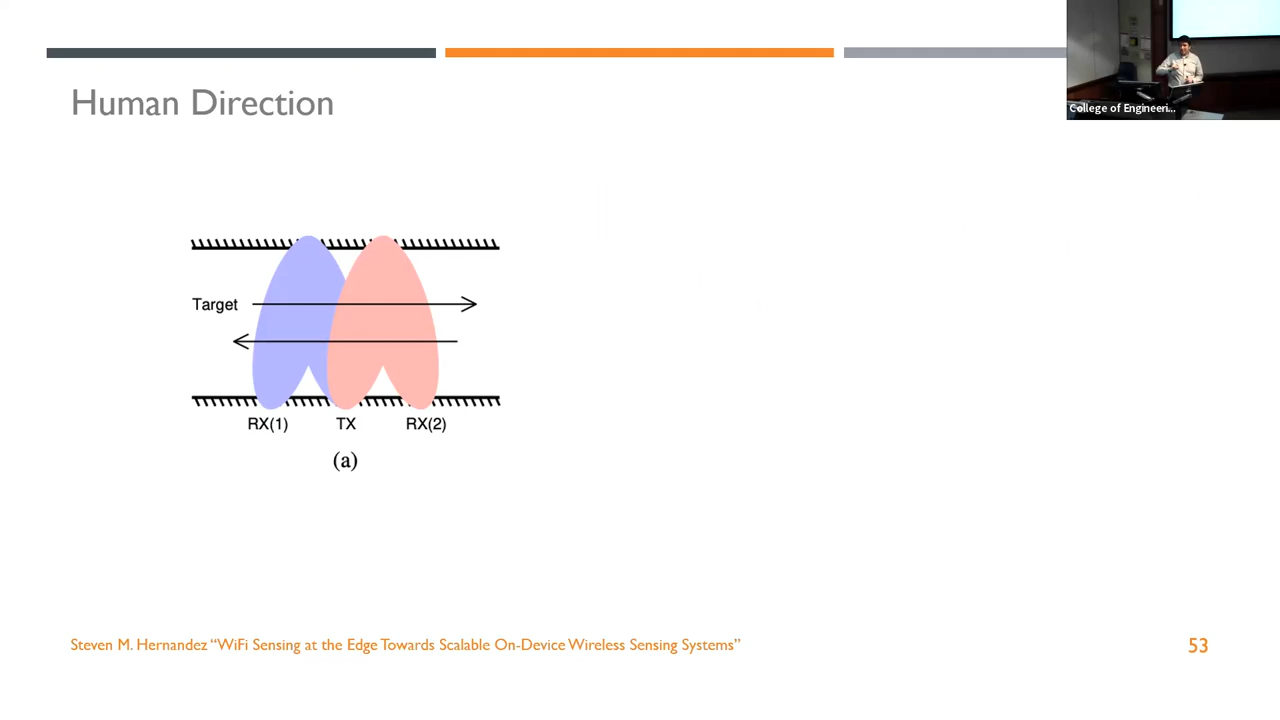 College of Engineeri...
Human Direction
Target
RX(1) TX RX(2)
(a)
Steven M. Hernandez “WiFi Sensing at the Edge Towards Scalable On-Device Wireless Sensing Systems”
53